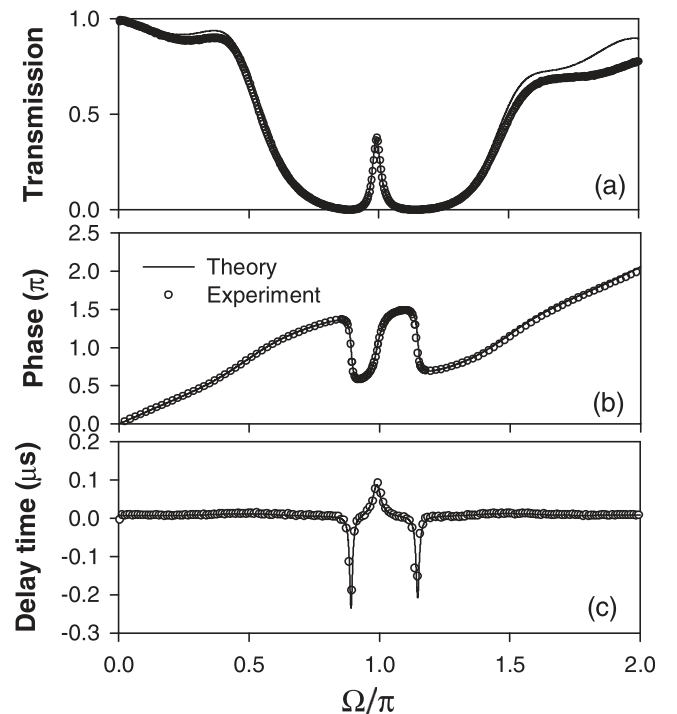 1.0
0.5
0.0
Transmission
(a)
2.5
2.0
1.5
1.0
0.5
0.0
Phase (π)
Theory
Experiment
(b)
0.2
0.1
0.0
-0.1
-0.2
-0.3
Delay time (μs)
(c)
0.0 0.5 1.0 1.5 2.0
Ω/π